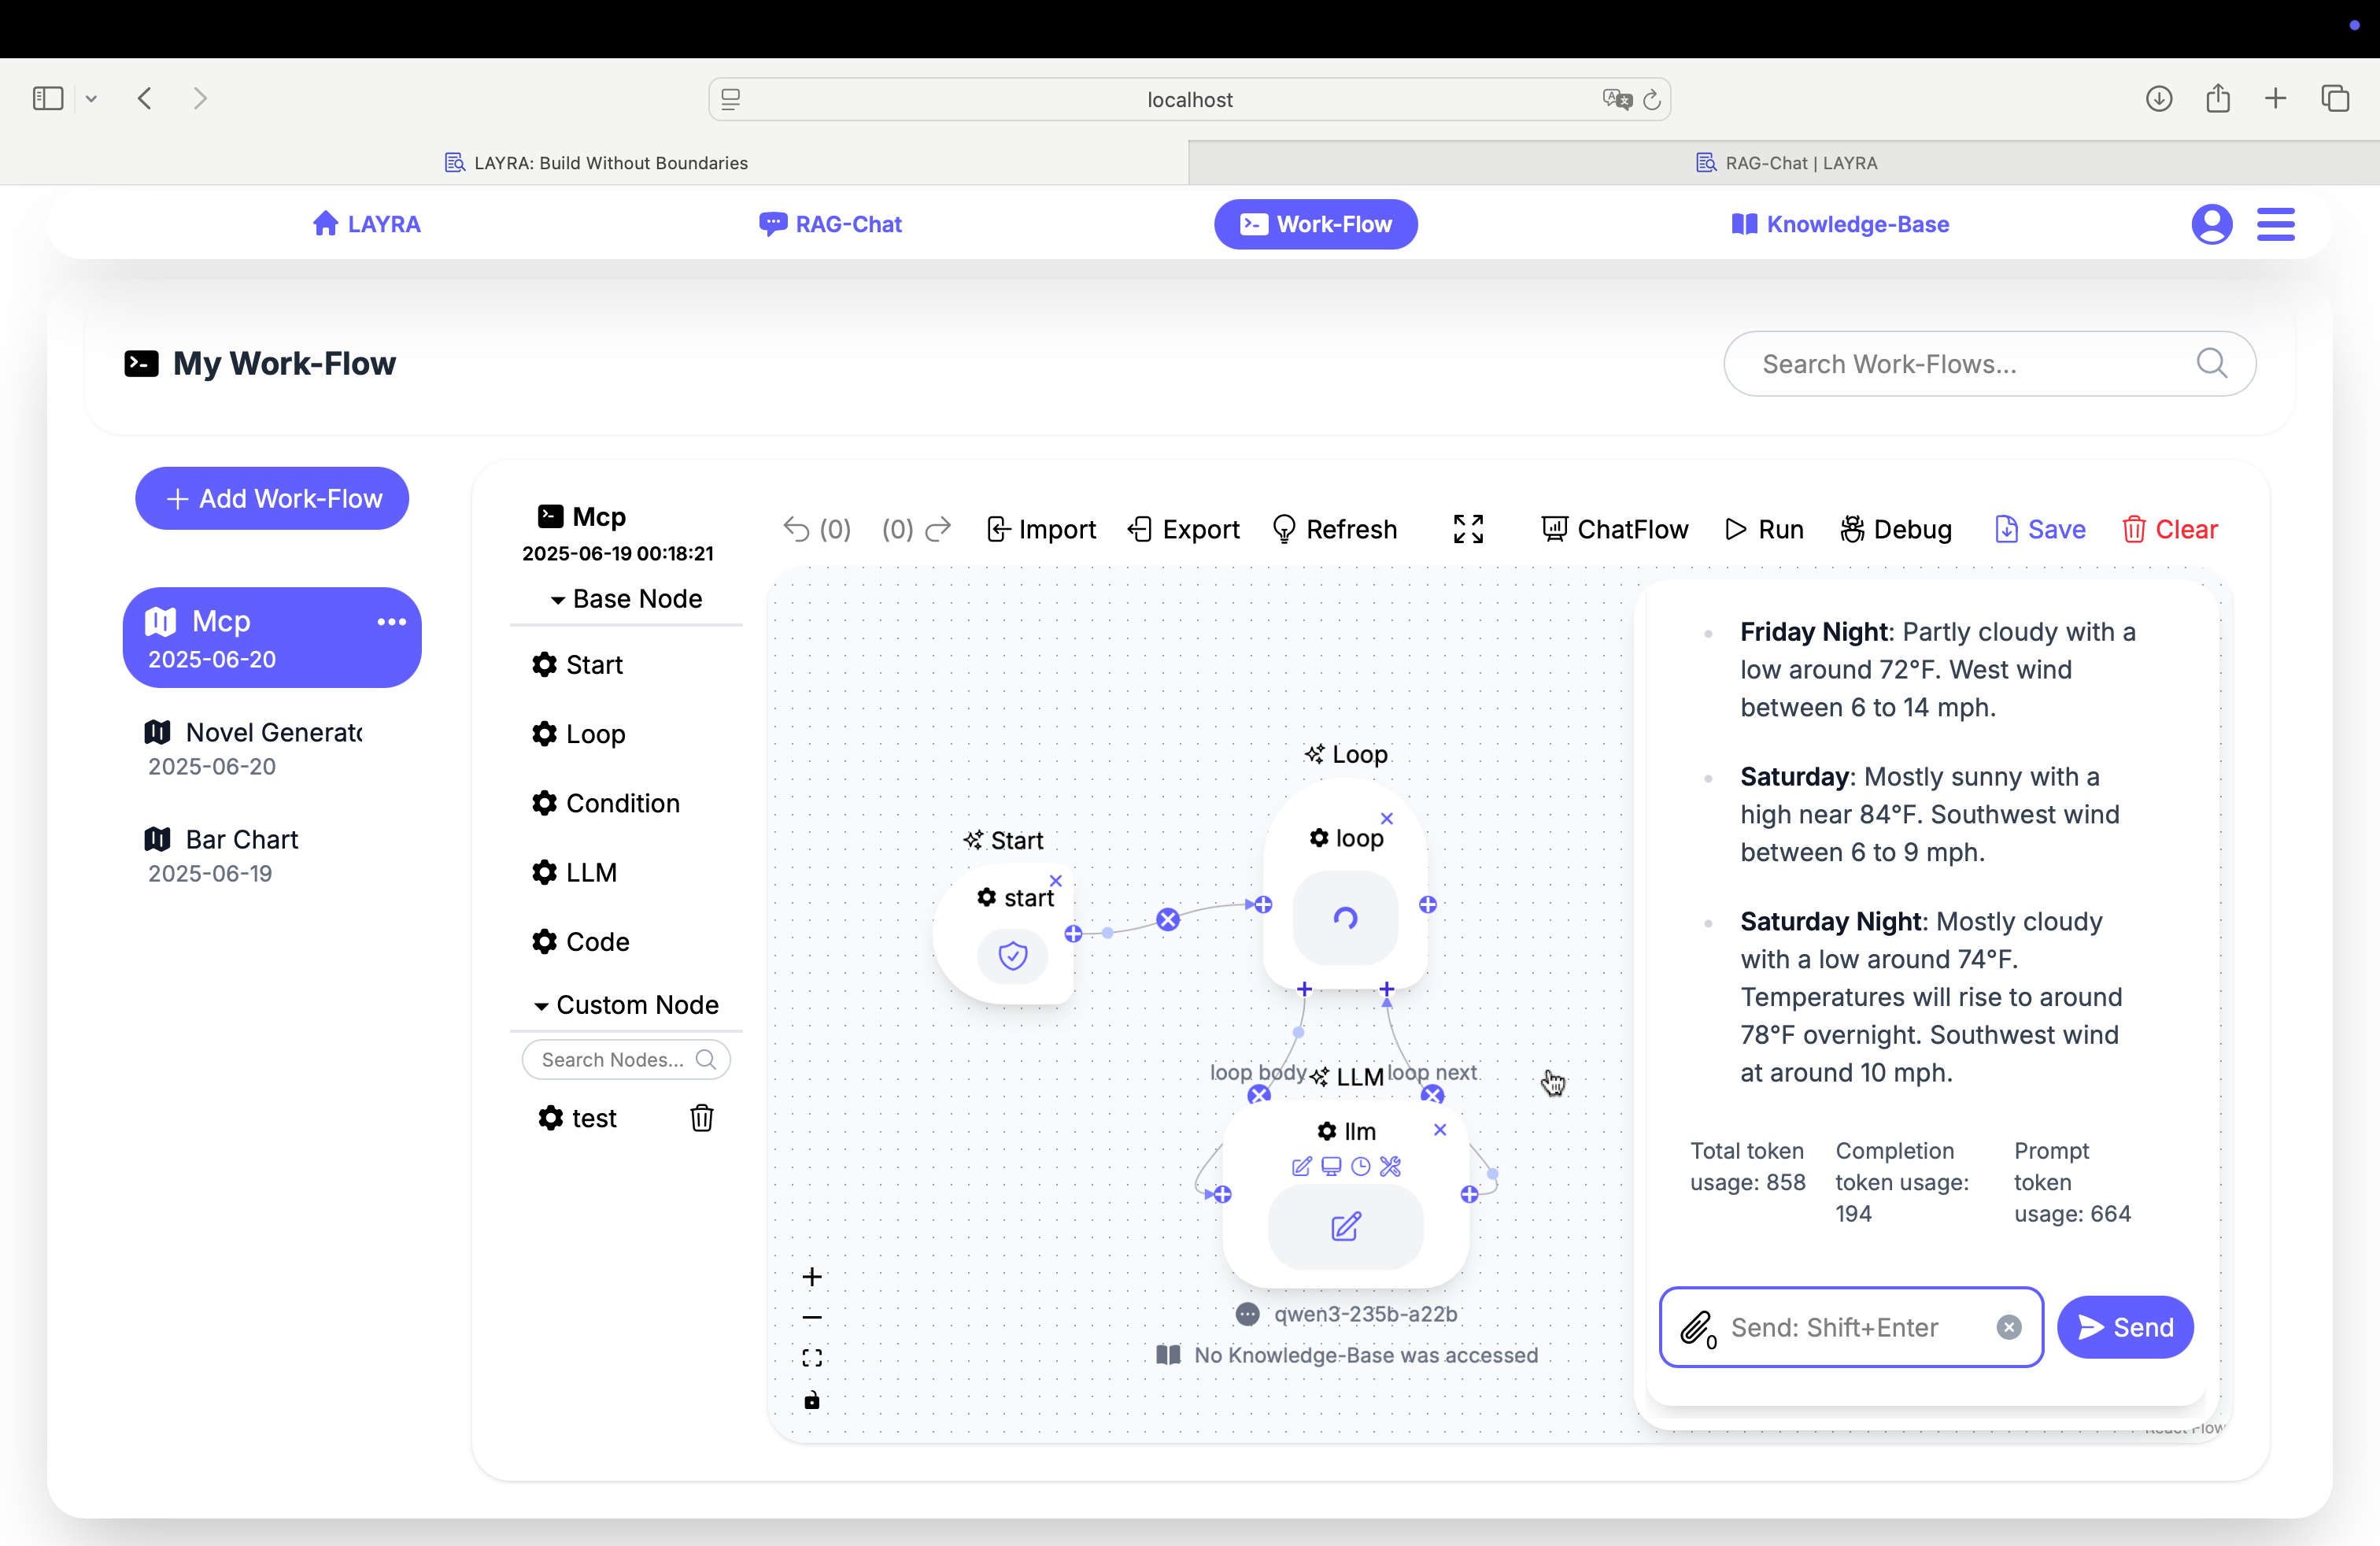 localhost
LAYRA: Build Without Boundaries
RAG-Chat | LAYRA
LAYRA
RAG-Chat
Work-Flow
Knowledge-Base
My Work-Flow
Search Work-Flows...
Add Work-Flow
Mcp
2025-06-20
Novel Generato
2025-06-20
Bar Chart
2025-06-19
Mcp
2025-06-19 00:18:21
Base Node
Start
Loop
Condition
LLM
Code
Custom Node
Search Nodes...
test
(0)
(0)
Import
Export
Refresh
ChatFlow
Run
Debug
Save
Clear
Start
start
Loop
loop
loop body
LLM
loop next
llm
qwen3-235b-a22b
No Knowledge-Base was accessed
Friday Night: Partly cloudy with a
low around 72°F. West wind
between 6 to 14 mph.
Saturday: Mostly sunny with a
high near 84°F. Southwest wind
between 6 to 9 mph.
Saturday Night: Mostly cloudy
with a low around 74°F.
Temperatures will rise to around
78°F overnight. Southwest wind
at around 10 mph.
Total token
usage: 858
Completion
token usage:
194
Prompt
token
usage: 664
0
Send: Shift+Enter
Send
React Flow